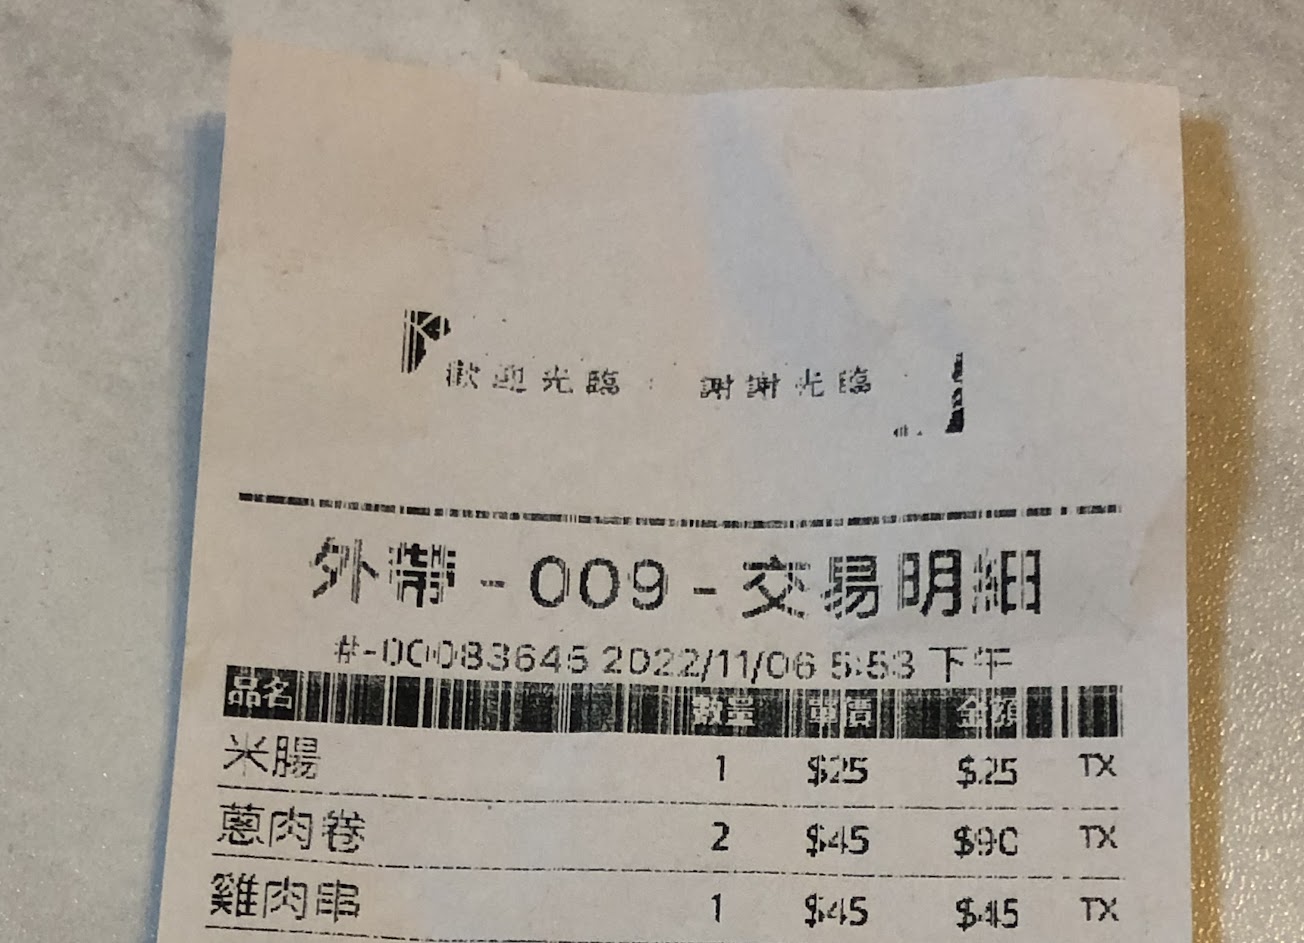 歡迎光臨 謝謝光臨
外帶-009-交易明細
#-00083645 2022/11/06 5:53 下午
品名 數量 單價 金額
米腸 1 $25 $25 TX
蔥肉卷 2 $45 $90 TX
雞肉串 1 $45 $45 TX